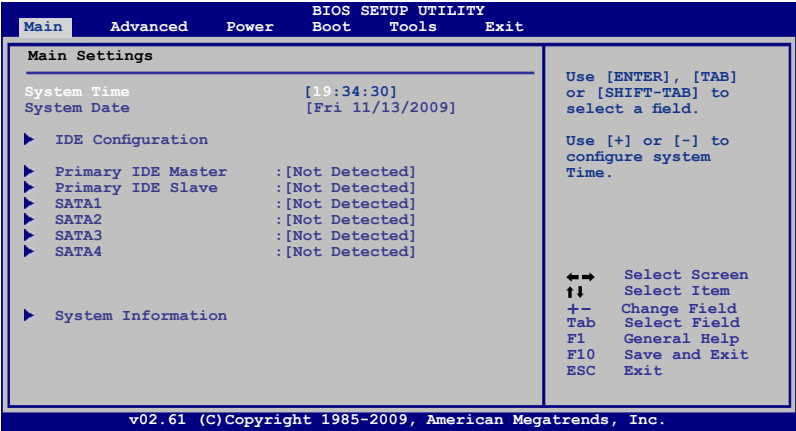 BIOS SETUP UTILITY
Main Advanced Power Boot Tools Exit
Main Settings
System Time [19:34:30]
System Date [Fri 11/13/2009]
IDE Configuration
Primary IDE Master :[Not Detected]
Primary IDE Slave :[Not Detected]
SATA1 :[Not Detected]
SATA2 :[Not Detected]
SATA3 :[Not Detected]
SATA4 :[Not Detected]
System Information
Use [ENTER], [TAB]
or [SHIFT-TAB] to
select a field.
Use [+] or [-] to
configure system
Time.
←→ Select Screen
↑↓ Select Item
+- Change Field
Tab Select Field
F1 General Help
F10 Save and Exit
ESC Exit
v02.61 (C)Copyright 1985-2009, American Megatrends, Inc.